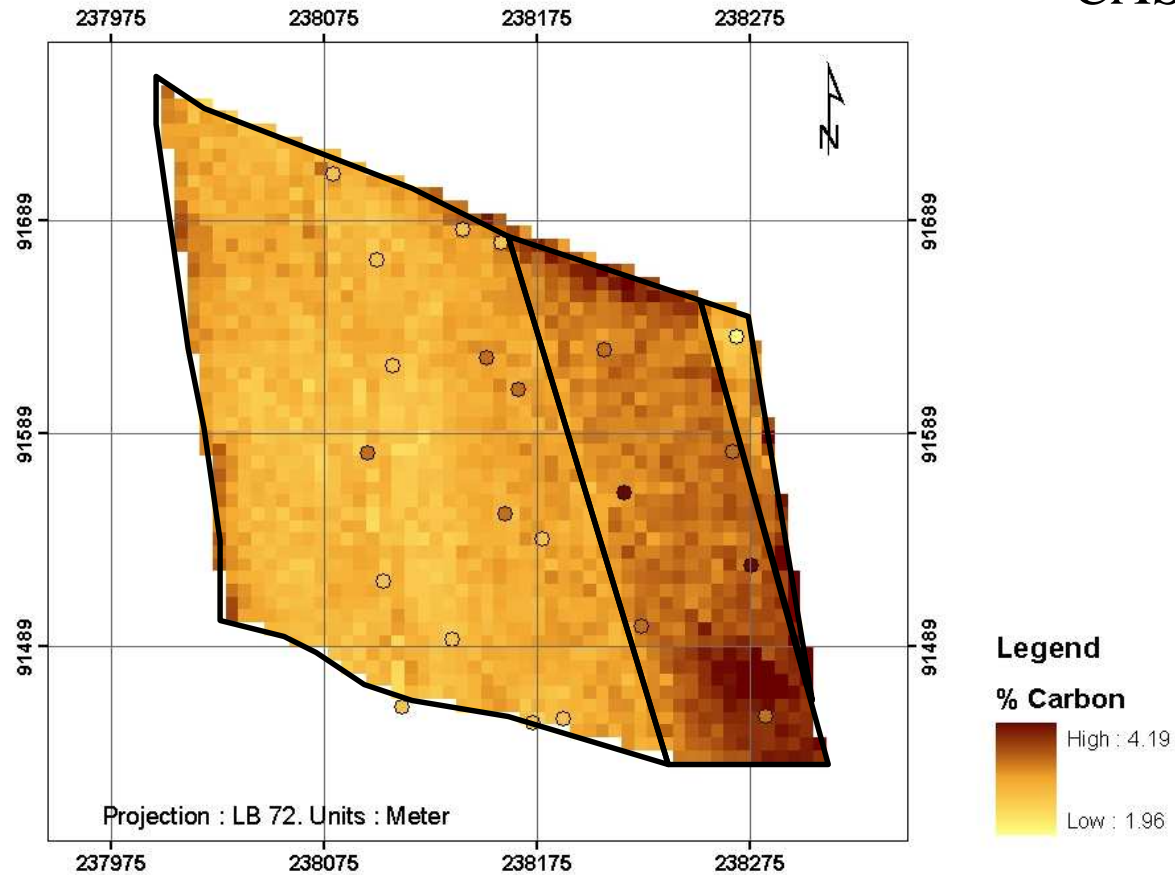 CAS
237975 238075 238175 238275
N
91689 91689
91589 91589
91489 91489
Legend
% Carbon
High : 4.19
Low : 1.96
Projection : LB 72. Units : Meter
237975 238075 238175 238275